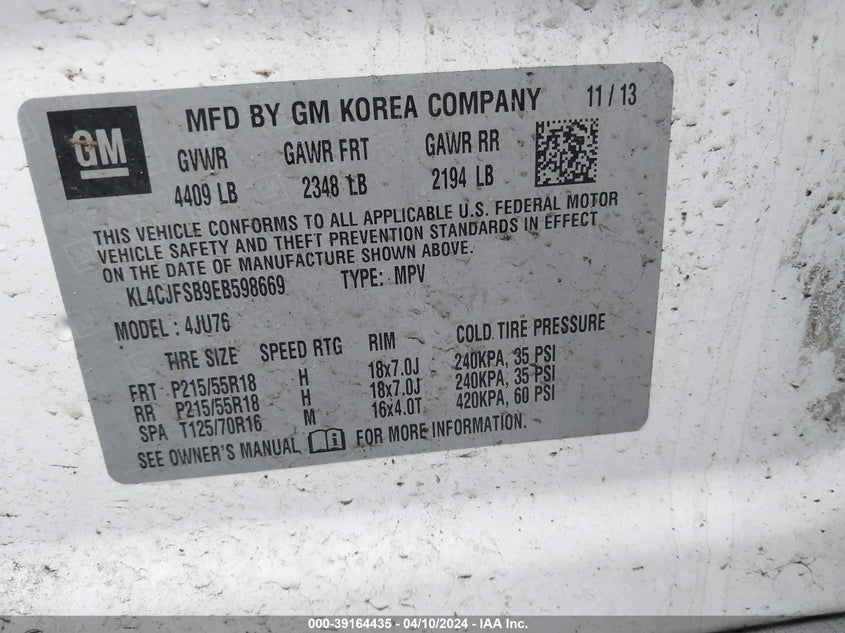 GM
MFD BY GM KOREA COMPANY 11 / 13
GVWR GAWR FRT GAWR RR
4409 LB 2348 LB 2194 LB
THIS VEHICLE CONFORMS TO ALL APPLICABLE U.S. FEDERAL MOTOR
VEHICLE SAFETY AND THEFT PREVENTION STANDARDS IN EFFECT
ON THE DATE OF MANUFACTURE SHOWN ABOVE.
KL4CJFSB9EB598669 TYPE: MPV
MODEL : 4JU76
TIRE SIZE SPEED RTG RIM COLD TIRE PRESSURE
FRT P215/55R18 H 18x7.0J 240KPA, 35 PSI
RR P215/55R18 H 18x7.0J 240KPA, 35 PSI
SPA T125/70R16 M 16x4.0T 420KPA, 60 PSI
SEE OWNER'S MANUAL i FOR MORE INFORMATION.
000-39164435 - 04/10/2024 - IAA Inc.